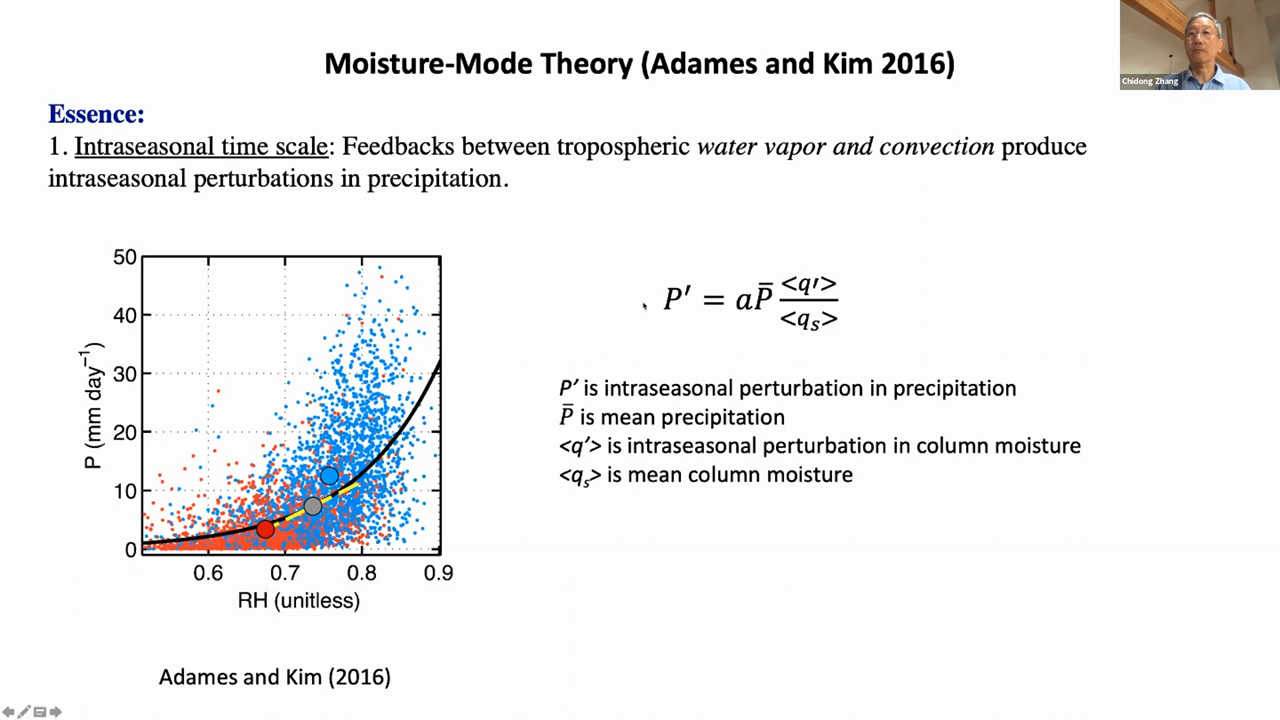 Moisture-Mode Theory (Adames and Kim 2016)
Chidong Zhang
Essence:
1. Intraseasonal time scale: Feedbacks between tropospheric water vapor and convection produce
intraseasonal perturbations in precipitation.
50
40
30
20
10
0
P (mm day⁻¹)
0.6 0.7 0.8 0.9
RH (unitless)
Adames and Kim (2016)
P′ = aP̄ <q′>/<qₛ>
P′ is intraseasonal perturbation in precipitation
P̄ is mean precipitation
<q′> is intraseasonal perturbation in column moisture
<qₛ> is mean column moisture